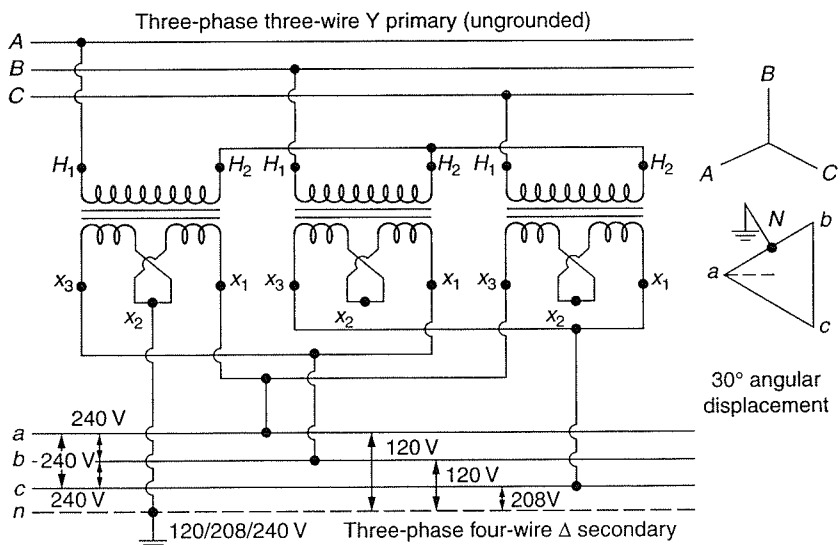 Three-phase three-wire Y primary (ungrounded)
A
B
C
H1 H2 H1 H2 H1 H2
x3 x2 x1 x3 x2 x1 x3 x2 x1
B
A C
N
b
a
c
30° angular
displacement
240 V
a
b 240 V
c
240 V
n
120 V
120 V
208V
120/208/240 V
Three-phase four-wire Δ secondary